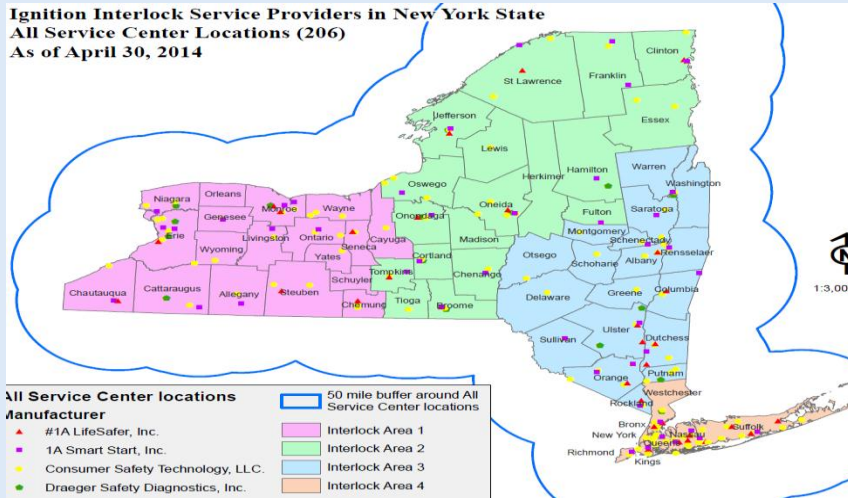 Ignition Interlock Service Providers in New York State
All Service Center Locations (206)
As of April 30, 2014
Clinton
Franklin
St Lawrence
Jefferson
Essex
Lewis
Warren
Hamilton
Washington
Herkimer
Oswego
Oneida
Niagara
Orleans
Monroe
Wayne
Genesee
Onondaga
Fulton
Saratoga
Montgomery
Erie
Livingston
Ontario
Seneca
Cayuga
Madison
Schenectady
Wyoming
Yates
Cortland
Otsego
Schoharie
Albany
Rensselaer
Schuyler
Tompkins
Chenango
Chautauqua
Cattaraugus
Allegany
Steuben
Chemung
Tioga
Broome
Delaware
Greene
Columbia
Ulster
Sullivan
Dutchess
Orange
Putnam
Westchester
Rockland
Bronx
New York
Nassau
Suffolk
Queens
Richmond
Kings
N
1:3,00
All Service Center locations
Manufacturer
#1A LifeSafer, Inc.
1A Smart Start, Inc.
Consumer Safety Technology, LLC.
Draeger Safety Diagnostics, Inc.
50 mile buffer around All
Service Center locations
Interlock Area 1
Interlock Area 2
Interlock Area 3
Interlock Area 4